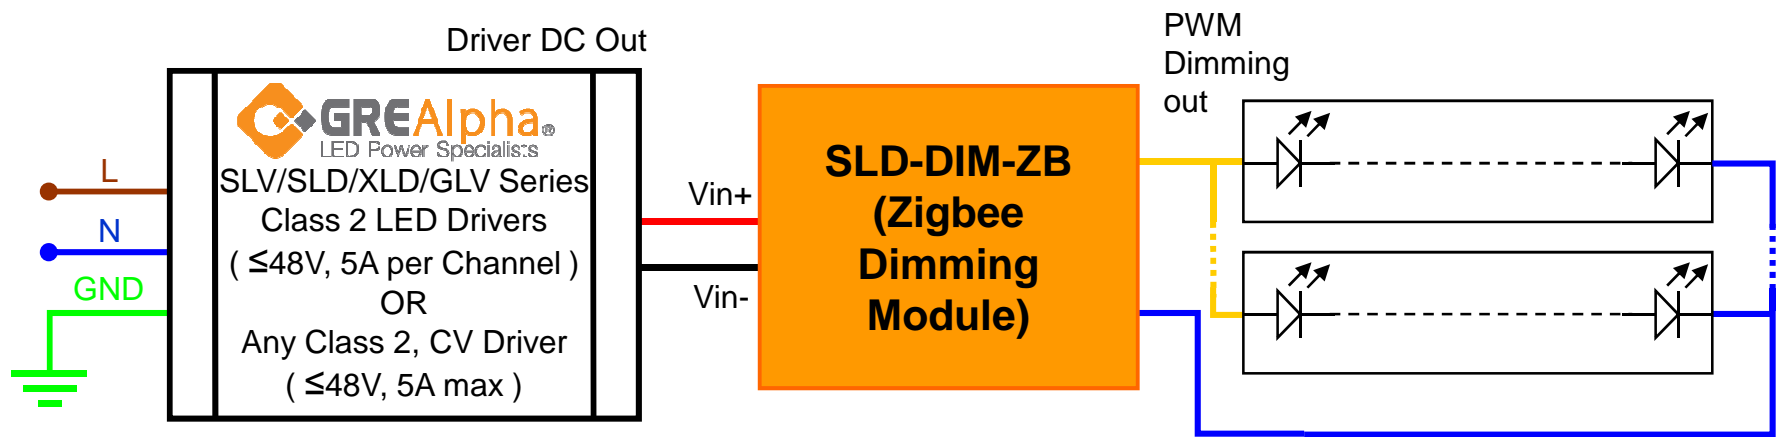 Driver DC Out
PWM
Dimming
out
GREAlpha®
LED Power Specialists
SLV/SLD/XLD/GLV Series
Class 2 LED Drivers
( ≤48V, 5A per Channel )
OR
Any Class 2, CV Driver
( ≤48V, 5A max )
L
N
GND
Vin+
Vin-
SLD-DIM-ZB
(Zigbee
Dimming
Module)